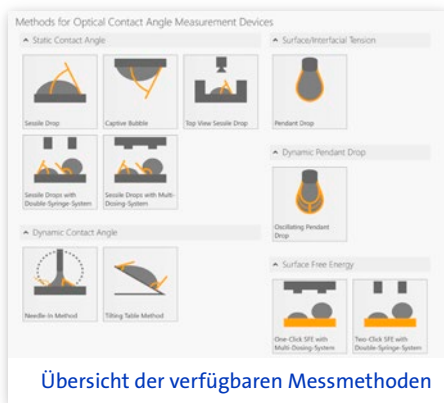 Methods for Optical Contact Angle Measurement Devices
Static Contact Angle
Sessile Drop
Captive Bubble
Top View Sessile Drop
Sessile Drops with
Double-Syringe-System
Sessile Drops with Multi-
Dosing-System
Dynamic Contact Angle
Needle-In Method
Tilting Table Method
Surface/Interfacial Tension
Pendant Drop
Dynamic Pendant Drop
Oscillating Pendant
Drop
Surface Free Energy
One-Click SFE with
Multi-Dosing-System
Two-Click SFE with
Double-Syringe-System
Übersicht der verfügbaren Messmethoden